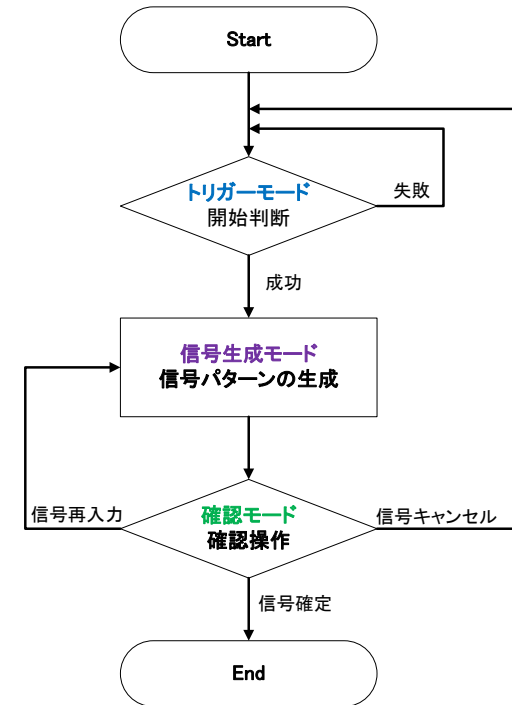 Start
トリガーモード
開始判断
失敗
成功
信号生成モード
信号パターンの生成
信号再入力
確認モード
確認操作
信号キャンセル
信号確定
End